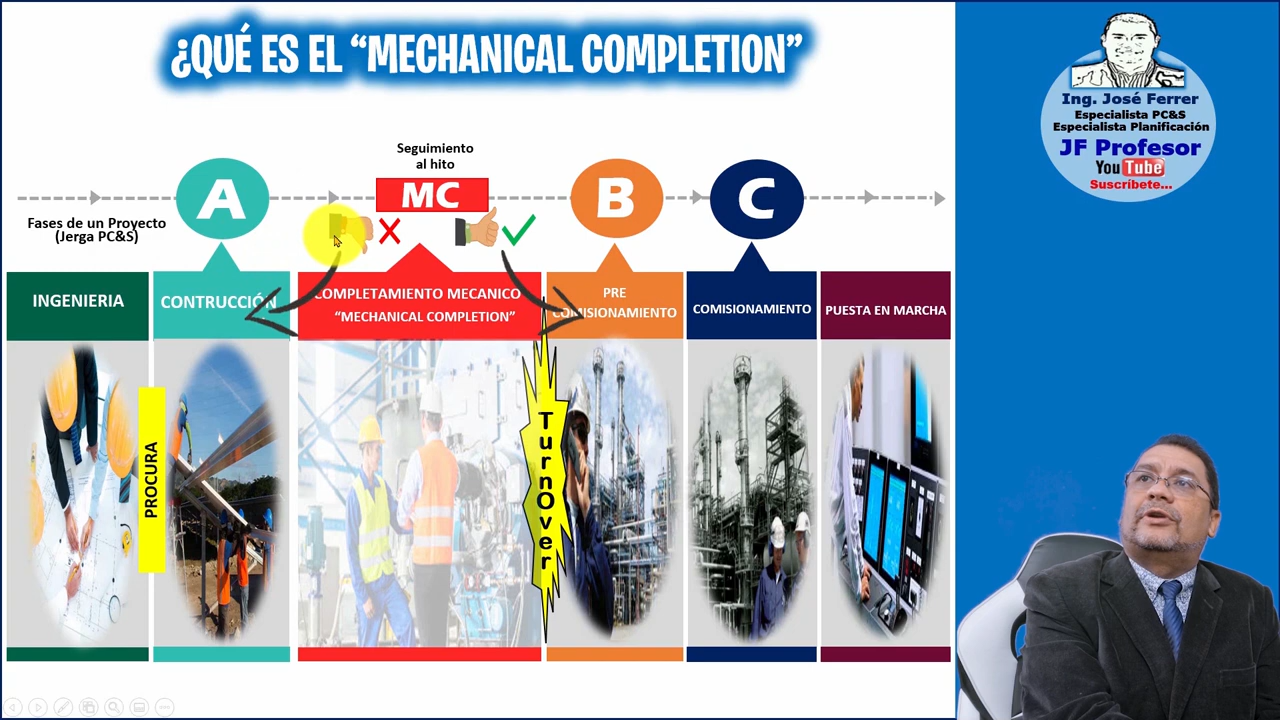 ¿QUÉ ES EL “MECHANICAL COMPLETION”
Ing. José Ferrer
Especialista PC&S
Especialista Planificación
JF Profesor
YouTube
Suscríbete...
Seguimiento
al hito
A
MC
B
C
Fases de un Proyecto
(Jerga PC&S)
INGENIERIA
CONTRUCCIÓN
COMPLETAMIENTO MECANICO
“MECHANICAL COMPLETION”
PRE
COMISIONAMIENTO
COMISIONAMIENTO
PUESTA EN MARCHA
PROCURA
TurnOver